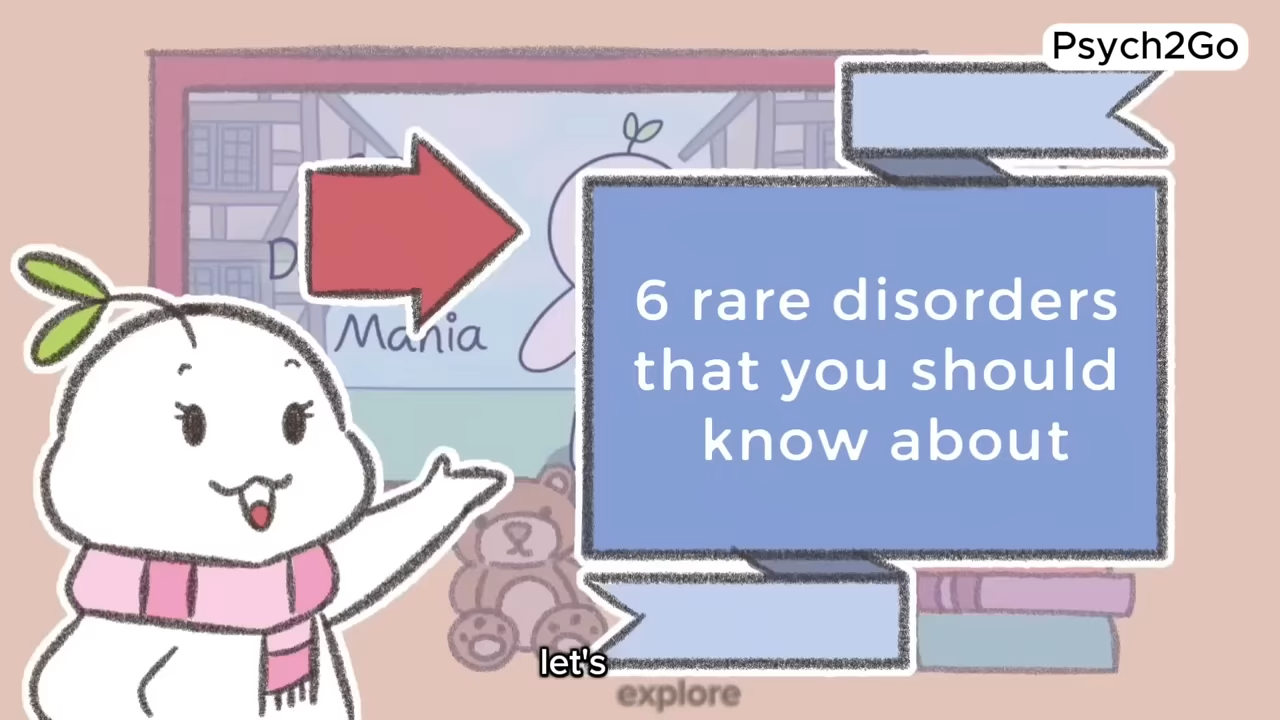 Psych2Go
6 rare disorders
that you should
know about
D
Mania
let's
explore